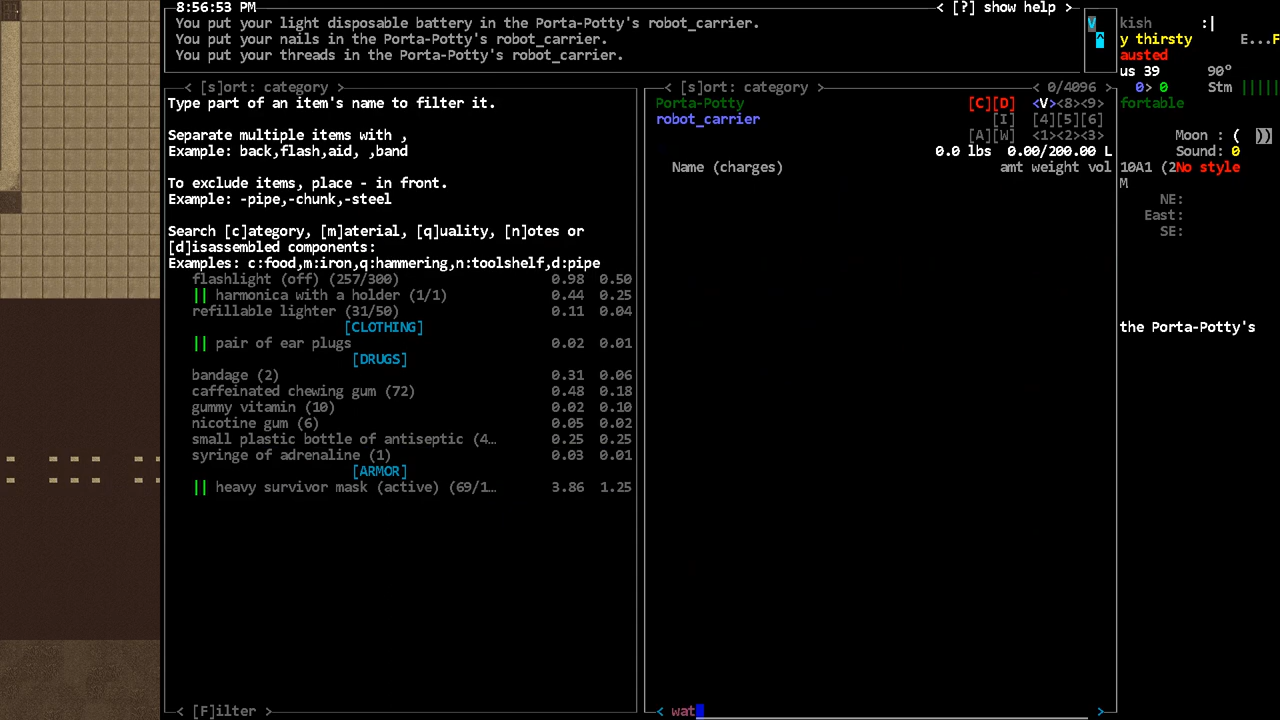 8:56:53 PM
< [?] show help >
You put your light disposable battery in the Porta-Potty's robot_carrier.
You put your nails in the Porta-Potty's robot_carrier.
You put your threads in the Porta-Potty's robot_carrier.
V
^
kish :|
y thirsty E...F
austed
us 39 90°
0> 0 Stm |||||
fortable
Moon : ( ))
Sound: 0
10A1 (2No style
M
NE:
East:
SE:
the Porta-Potty's
< [s]ort: category >
Type part of an item's name to filter it.
Separate multiple items with ,
Example: back,flash,aid, ,band
To exclude items, place - in front.
Example: -pipe,-chunk,-steel
Search [c]ategory, [m]aterial, [q]uality, [n]otes or
[d]isassembled components:
Examples: c:food,m:iron,q:hammering,n:toolshelf,d:pipe
flashlight (off) (257/300) 0.98 0.50
|| harmonica with a holder (1/1) 0.44 0.25
refillable lighter (31/50) 0.11 0.04
[CLOTHING]
|| pair of ear plugs 0.02 0.01
[DRUGS]
bandage (2) 0.31 0.06
caffeinated chewing gum (72) 0.48 0.18
gummy vitamin (10) 0.02 0.10
nicotine gum (6) 0.05 0.02
small plastic bottle of antiseptic (4… 0.25 0.25
syringe of adrenaline (1) 0.03 0.01
[ARMOR]
|| heavy survivor mask (active) (69/1… 3.86 1.25
< [F]ilter >
< [s]ort: category > < 0/4096 >
Porta-Potty [C][D] <V><8><9>
robot_carrier [I] [4][5][6]
[A][W] <1><2><3>
0.0 lbs 0.00/200.00 L
Name (charges) amt weight vol
< wat >